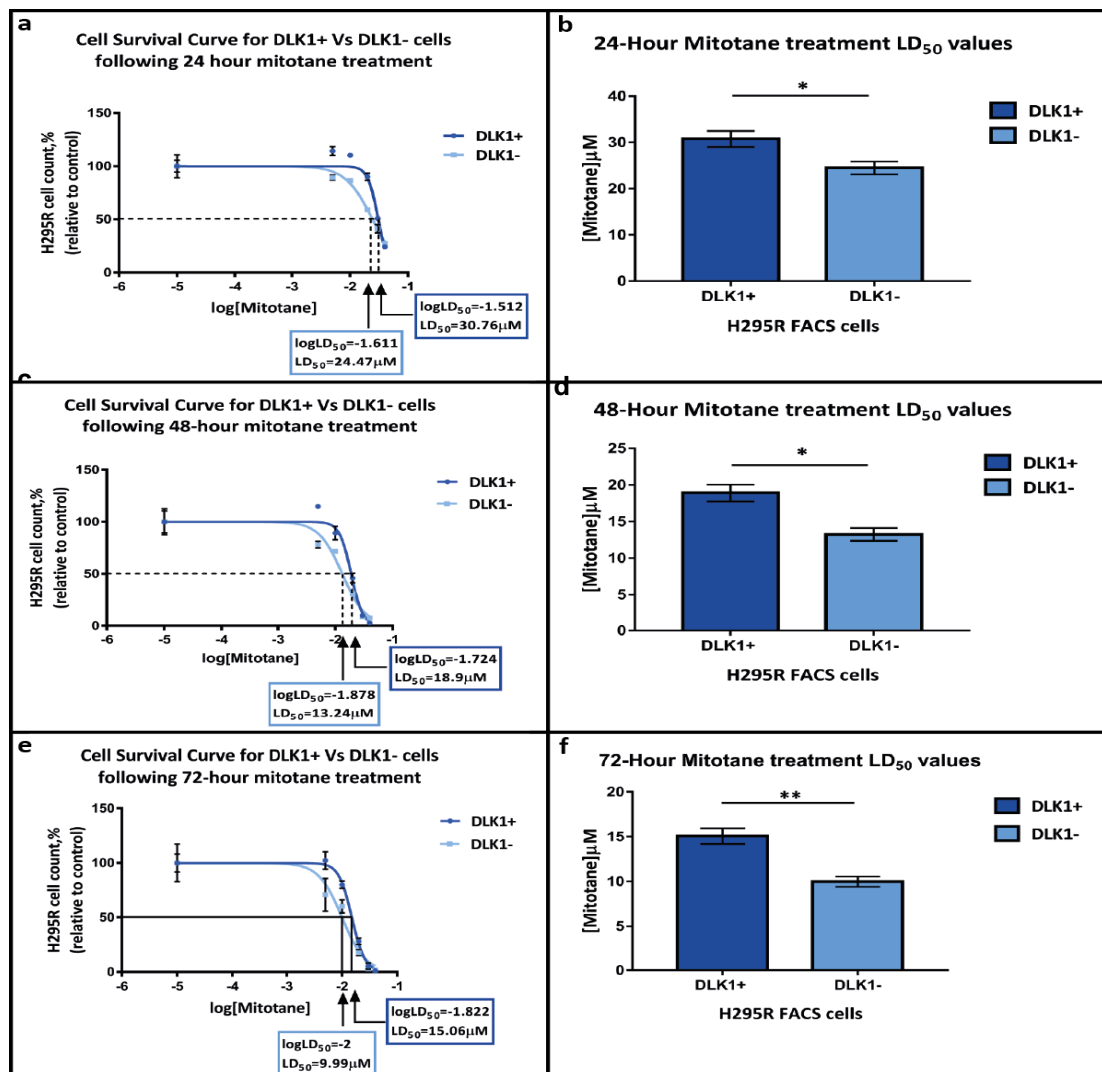 a
Cell Survival Curve for DLK1+ Vs DLK1- cells
following 24 hour mitotane treatment
150
100
50
0
-6 -5 -4 -3 -2 -1
H295R cell count,%
(relative to control)
log[Mitotane]
DLK1+
DLK1-
logLD50=-1.512
LD50=30.76µM
logLD50=-1.611
LD50=24.47µM
b
24-Hour Mitotane treatment LD50 values
40
30
20
10
0
[Mitotane]µM
*
DLK1+
DLK1-
DLK1+ DLK1-
H295R FACS cells
c
Cell Survival Curve for DLK1+ Vs DLK1- cells
following 48-hour mitotane treatment
150
100
50
0
-6 -5 -4 -3 -2 -1
H295R cell count,%
(relative to control)
log[Mitotane]
DLK1+
DLK1-
logLD50=-1.724
LD50=18.9µM
logLD50=-1.878
LD50=13.24µM
d
48-Hour Mitotane treatment LD50 values
25
20
15
10
5
0
[Mitotane]µM
*
DLK1+
DLK1-
DLK1+ DLK1-
H295R FACS cells
e
Cell Survival Curve for DLK1+ Vs DLK1- cells
following 72-hour mitotane treatment
150
100
50
0
-6 -5 -4 -3 -2 -1
H295R cell count,%
(relative to control)
log[Mitotane]
DLK1+
DLK1-
logLD50=-1.822
LD50=15.06µM
logLD50=-2
LD50=9.99µM
f
72-Hour Mitotane treatment LD50 values
20
15
10
5
0
[Mitotane]µM
**
DLK1+
DLK1-
DLK1+ DLK1-
H295R FACS cells